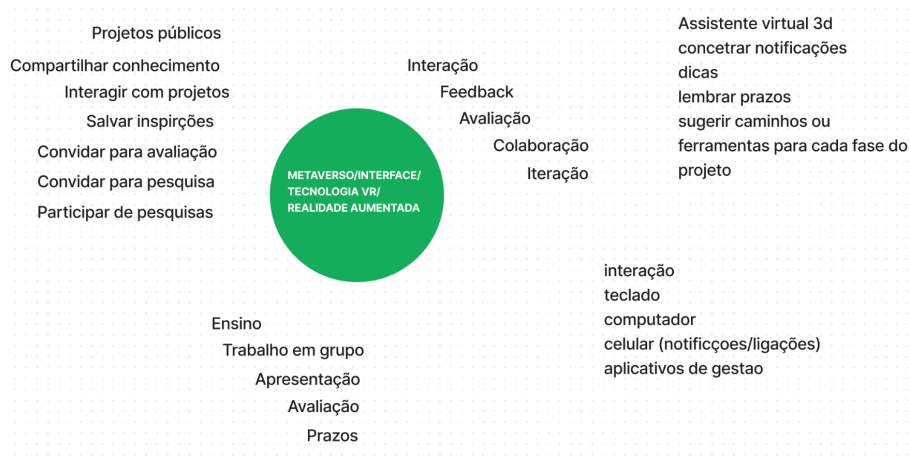 Projetos públicos
Compartilhar conhecimento
Interagir com projetos
Salvar inspirções
Convidar para avaliação
Convidar para pesquisa
Participar de pesquisas
Interação
Feedback
Avaliação
Colaboração
Iteração
METAVERSO/INTERFACE/
TECNOLOGIA VR/
REALIDADE AUMENTADA
Assistente virtual 3d
concetrar notificações
dicas
lembrar prazos
sugerir caminhos ou
ferramentas para cada fase do
projeto
Ensino
Trabalho em grupo
Apresentação
Avaliação
Prazos
interação
teclado
computador
celular (notificçoes/ligações)
aplicativos de gestao